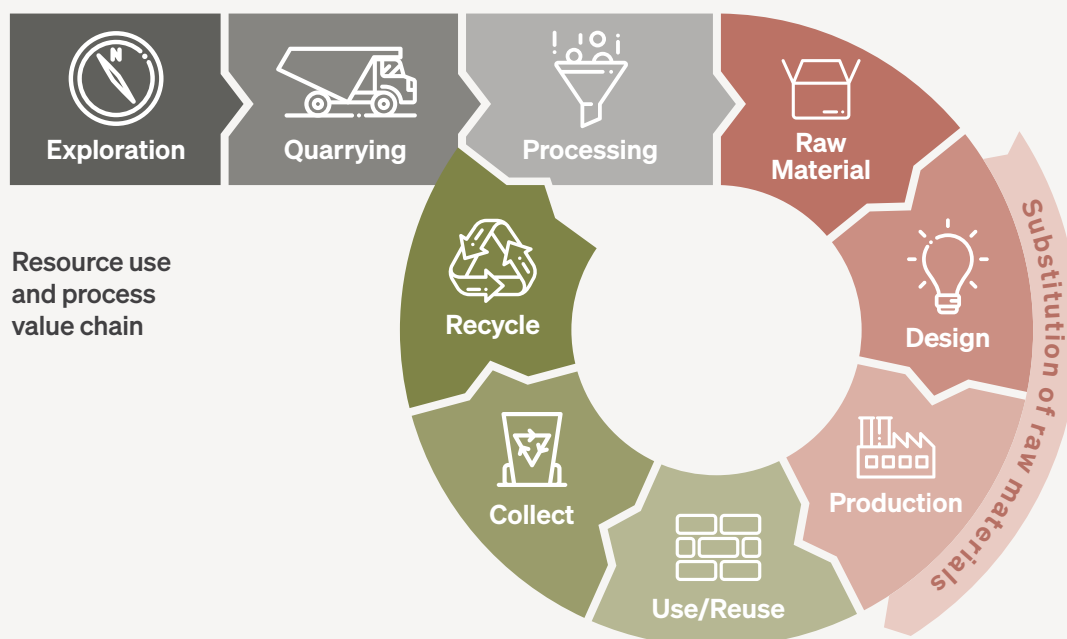 N
Exploration
Quarrying
Processing
Raw
Material
Design
Production
Use/Reuse
Collect
Recycle
Substitution of raw materials
Resource use
and process
value chain